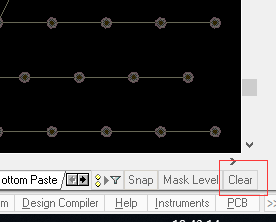 ottom Paste Snap Mask Level Clear
m Design Compiler Help Instruments PCB >>